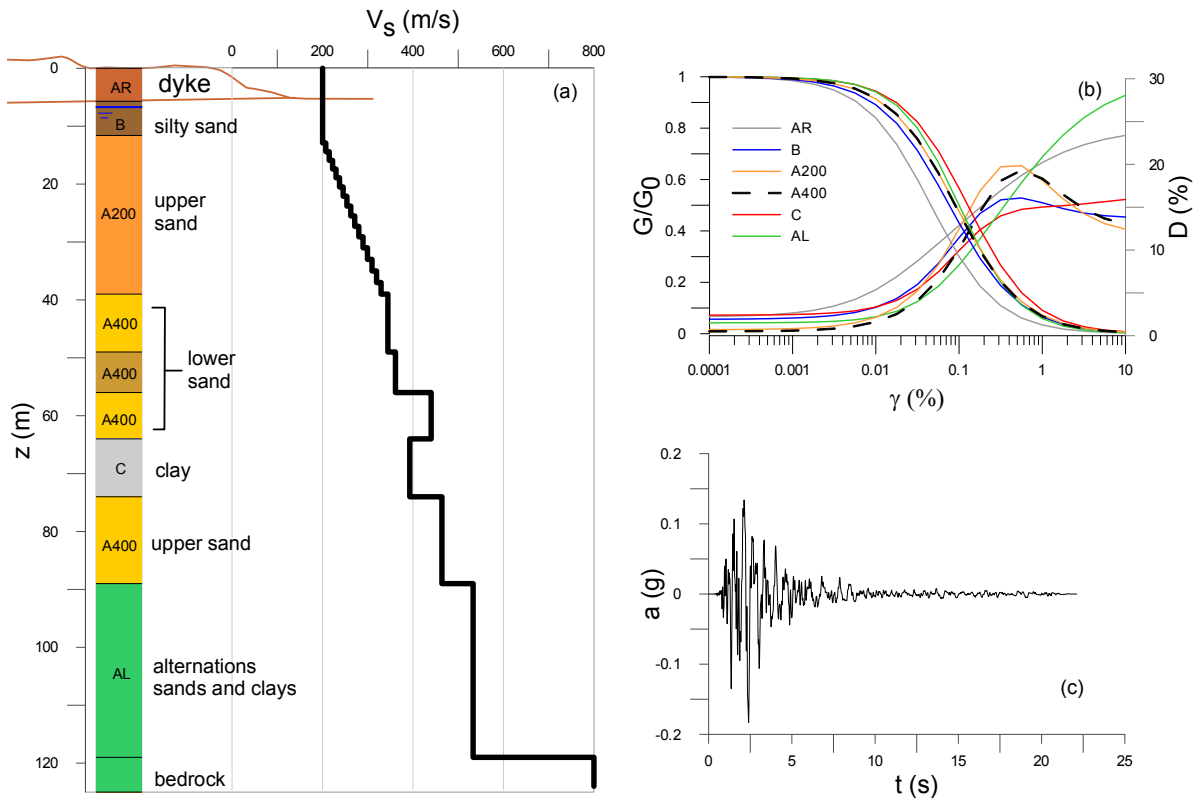 V_S (m/s)
0 200 400 600 800
(a)
0
20
40
60
80
100
120
z (m)
AR
dyke
B
silty sand
A200
upper
sand
A400
A400
A400
lower
sand
C
clay
A400
upper sand
AL
alternations
sands and clays
bedrock
(b)
1
0.8
0.6
0.4
0.2
0
G/G0
30
20
10
0
D (%)
AR
B
A200
A400
C
AL
0.0001 0.001 0.01 0.1 1 10
γ (%)
0.2
0.1
0
-0.1
-0.2
a (g)
(c)
0 5 10 15 20 25
t (s)